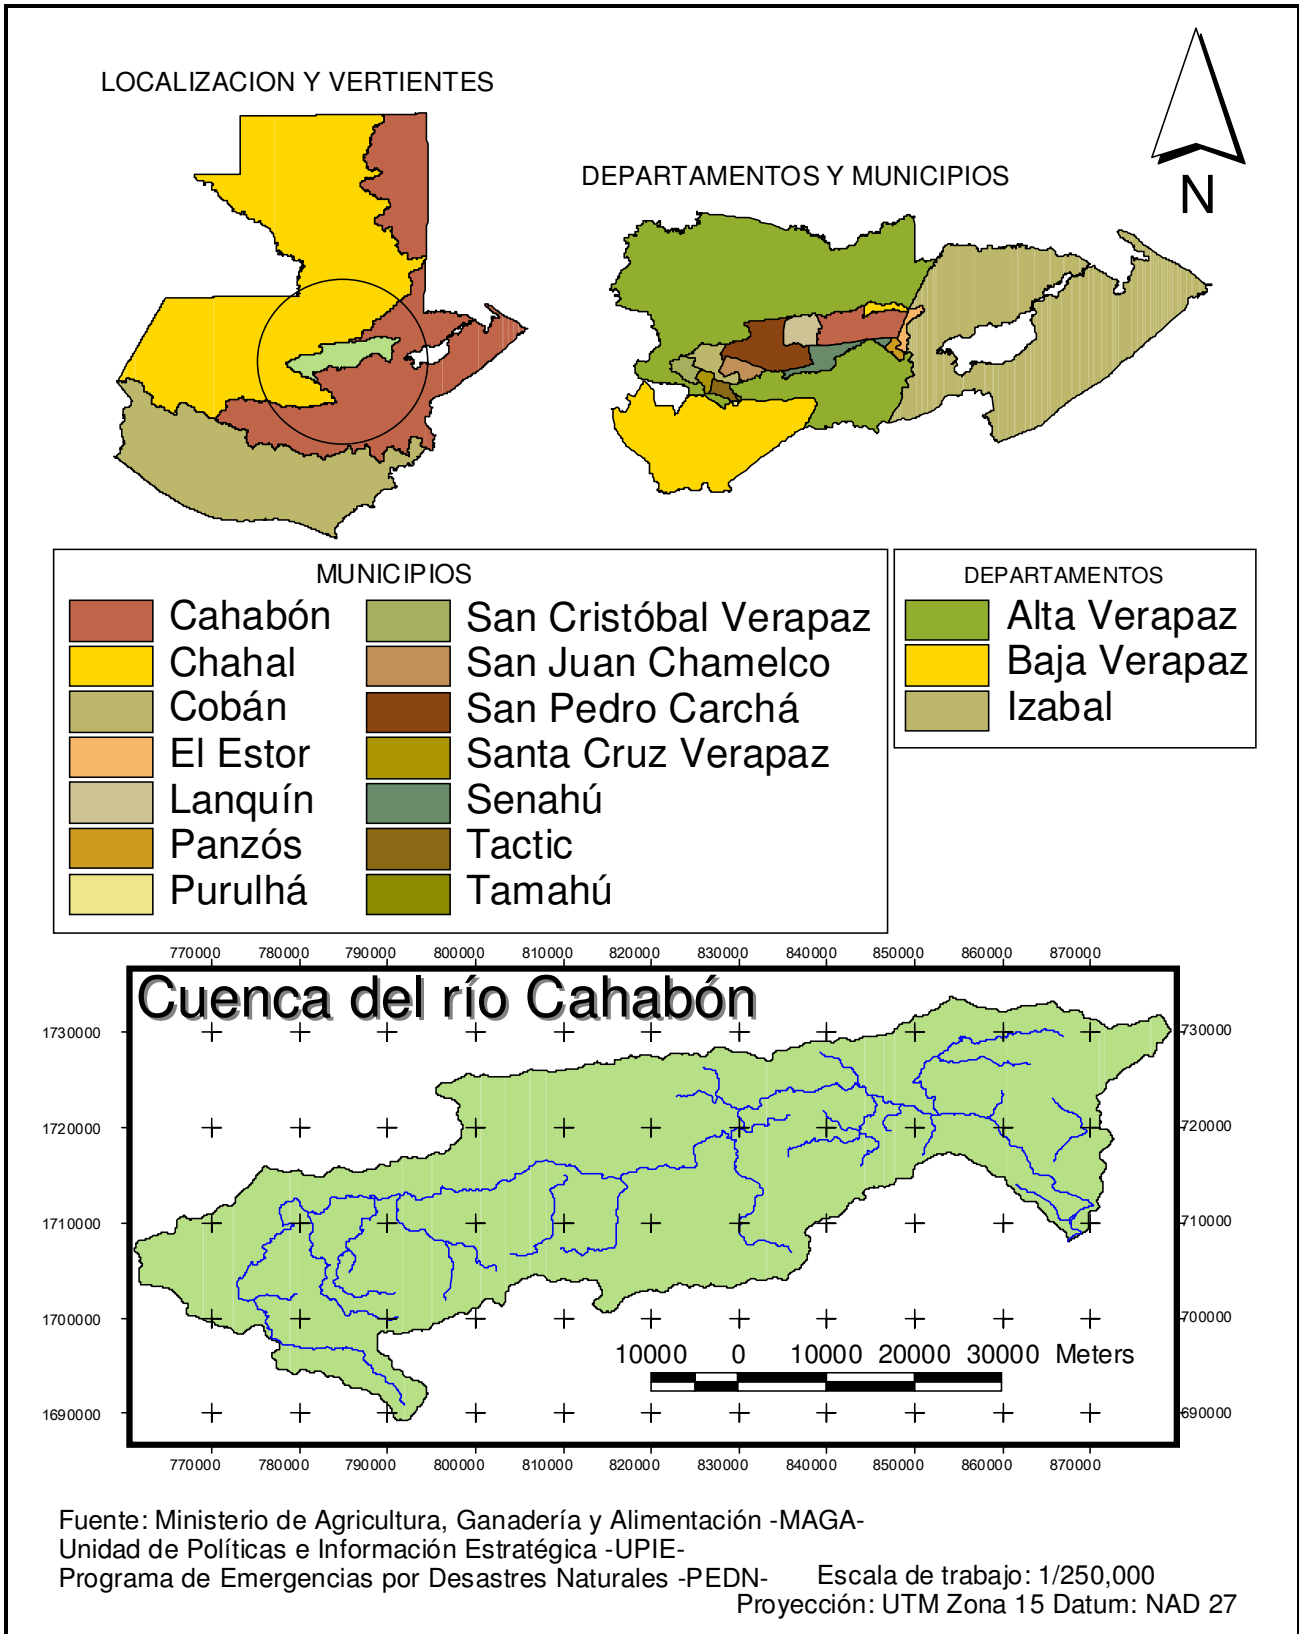 LOCALIZACION Y VERTIENTES
N
DEPARTAMENTOS Y MUNICIPIOS
MUNICIPIOS
Cahabón
Chahal
Cobán
El Estor
Lanquín
Panzós
Purulhá
San Cristóbal Verapaz
San Juan Chamelco
San Pedro Carchá
Santa Cruz Verapaz
Senahú
Tactic
Tamahú
DEPARTAMENTOS
Alta Verapaz
Baja Verapaz
Izabal
770000 780000 790000 800000 810000 820000 830000 840000 850000 860000 870000
Cuenca del río Cahabón
1730000 730000
1720000 720000
1710000 710000
1700000 700000
10000 0 10000 20000 30000 Meters
1690000 690000
770000 780000 790000 800000 810000 820000 830000 840000 850000 860000 870000
Fuente: Ministerio de Agricultura, Ganadería y Alimentación -MAGA-
Unidad de Políticas e Información Estratégica -UPIE-
Programa de Emergencias por Desastres Naturales -PEDN- Escala de trabajo: 1/250,000
Proyección: UTM Zona 15 Datum: NAD 27